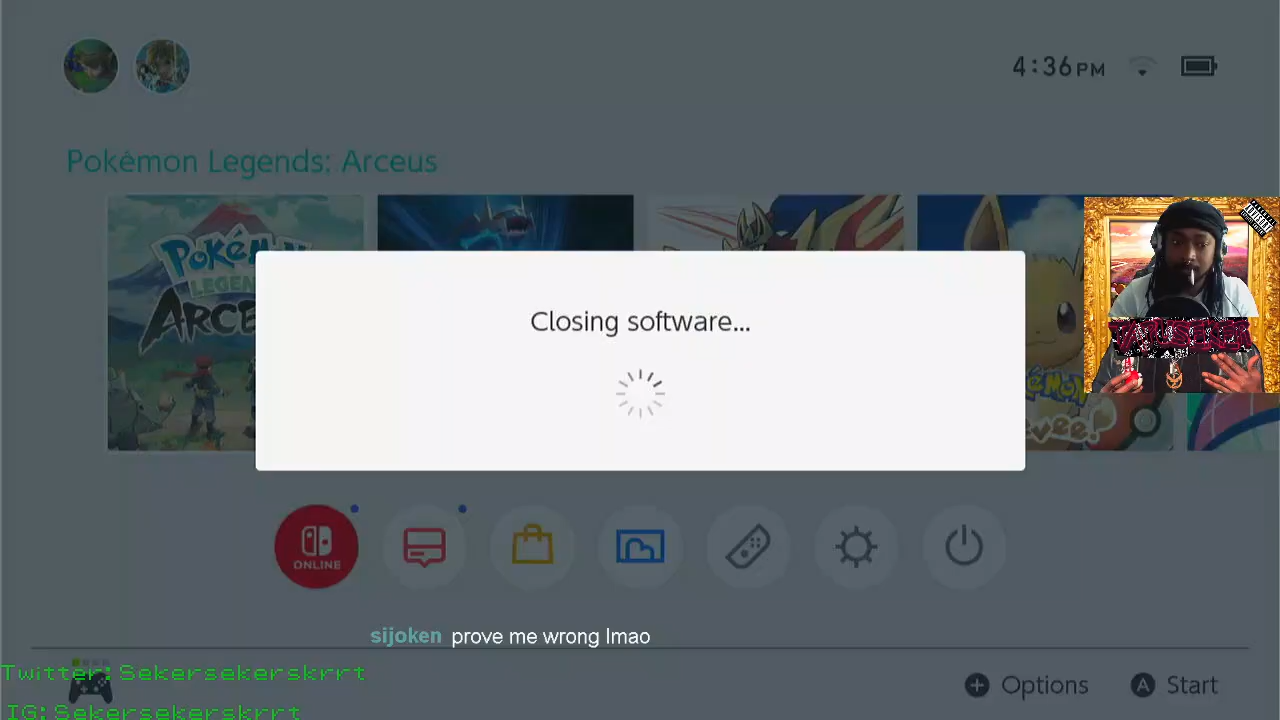 4:36 PM
Pokémon Legends: Arceus
POKÉMON
LEGENDS
ARCEUS
Closing software...
ONLINE
sijoken prove me wrong lmao
Twitter: Sekersekerskrrt
IG: Sekersekerskrrt
Options
Start